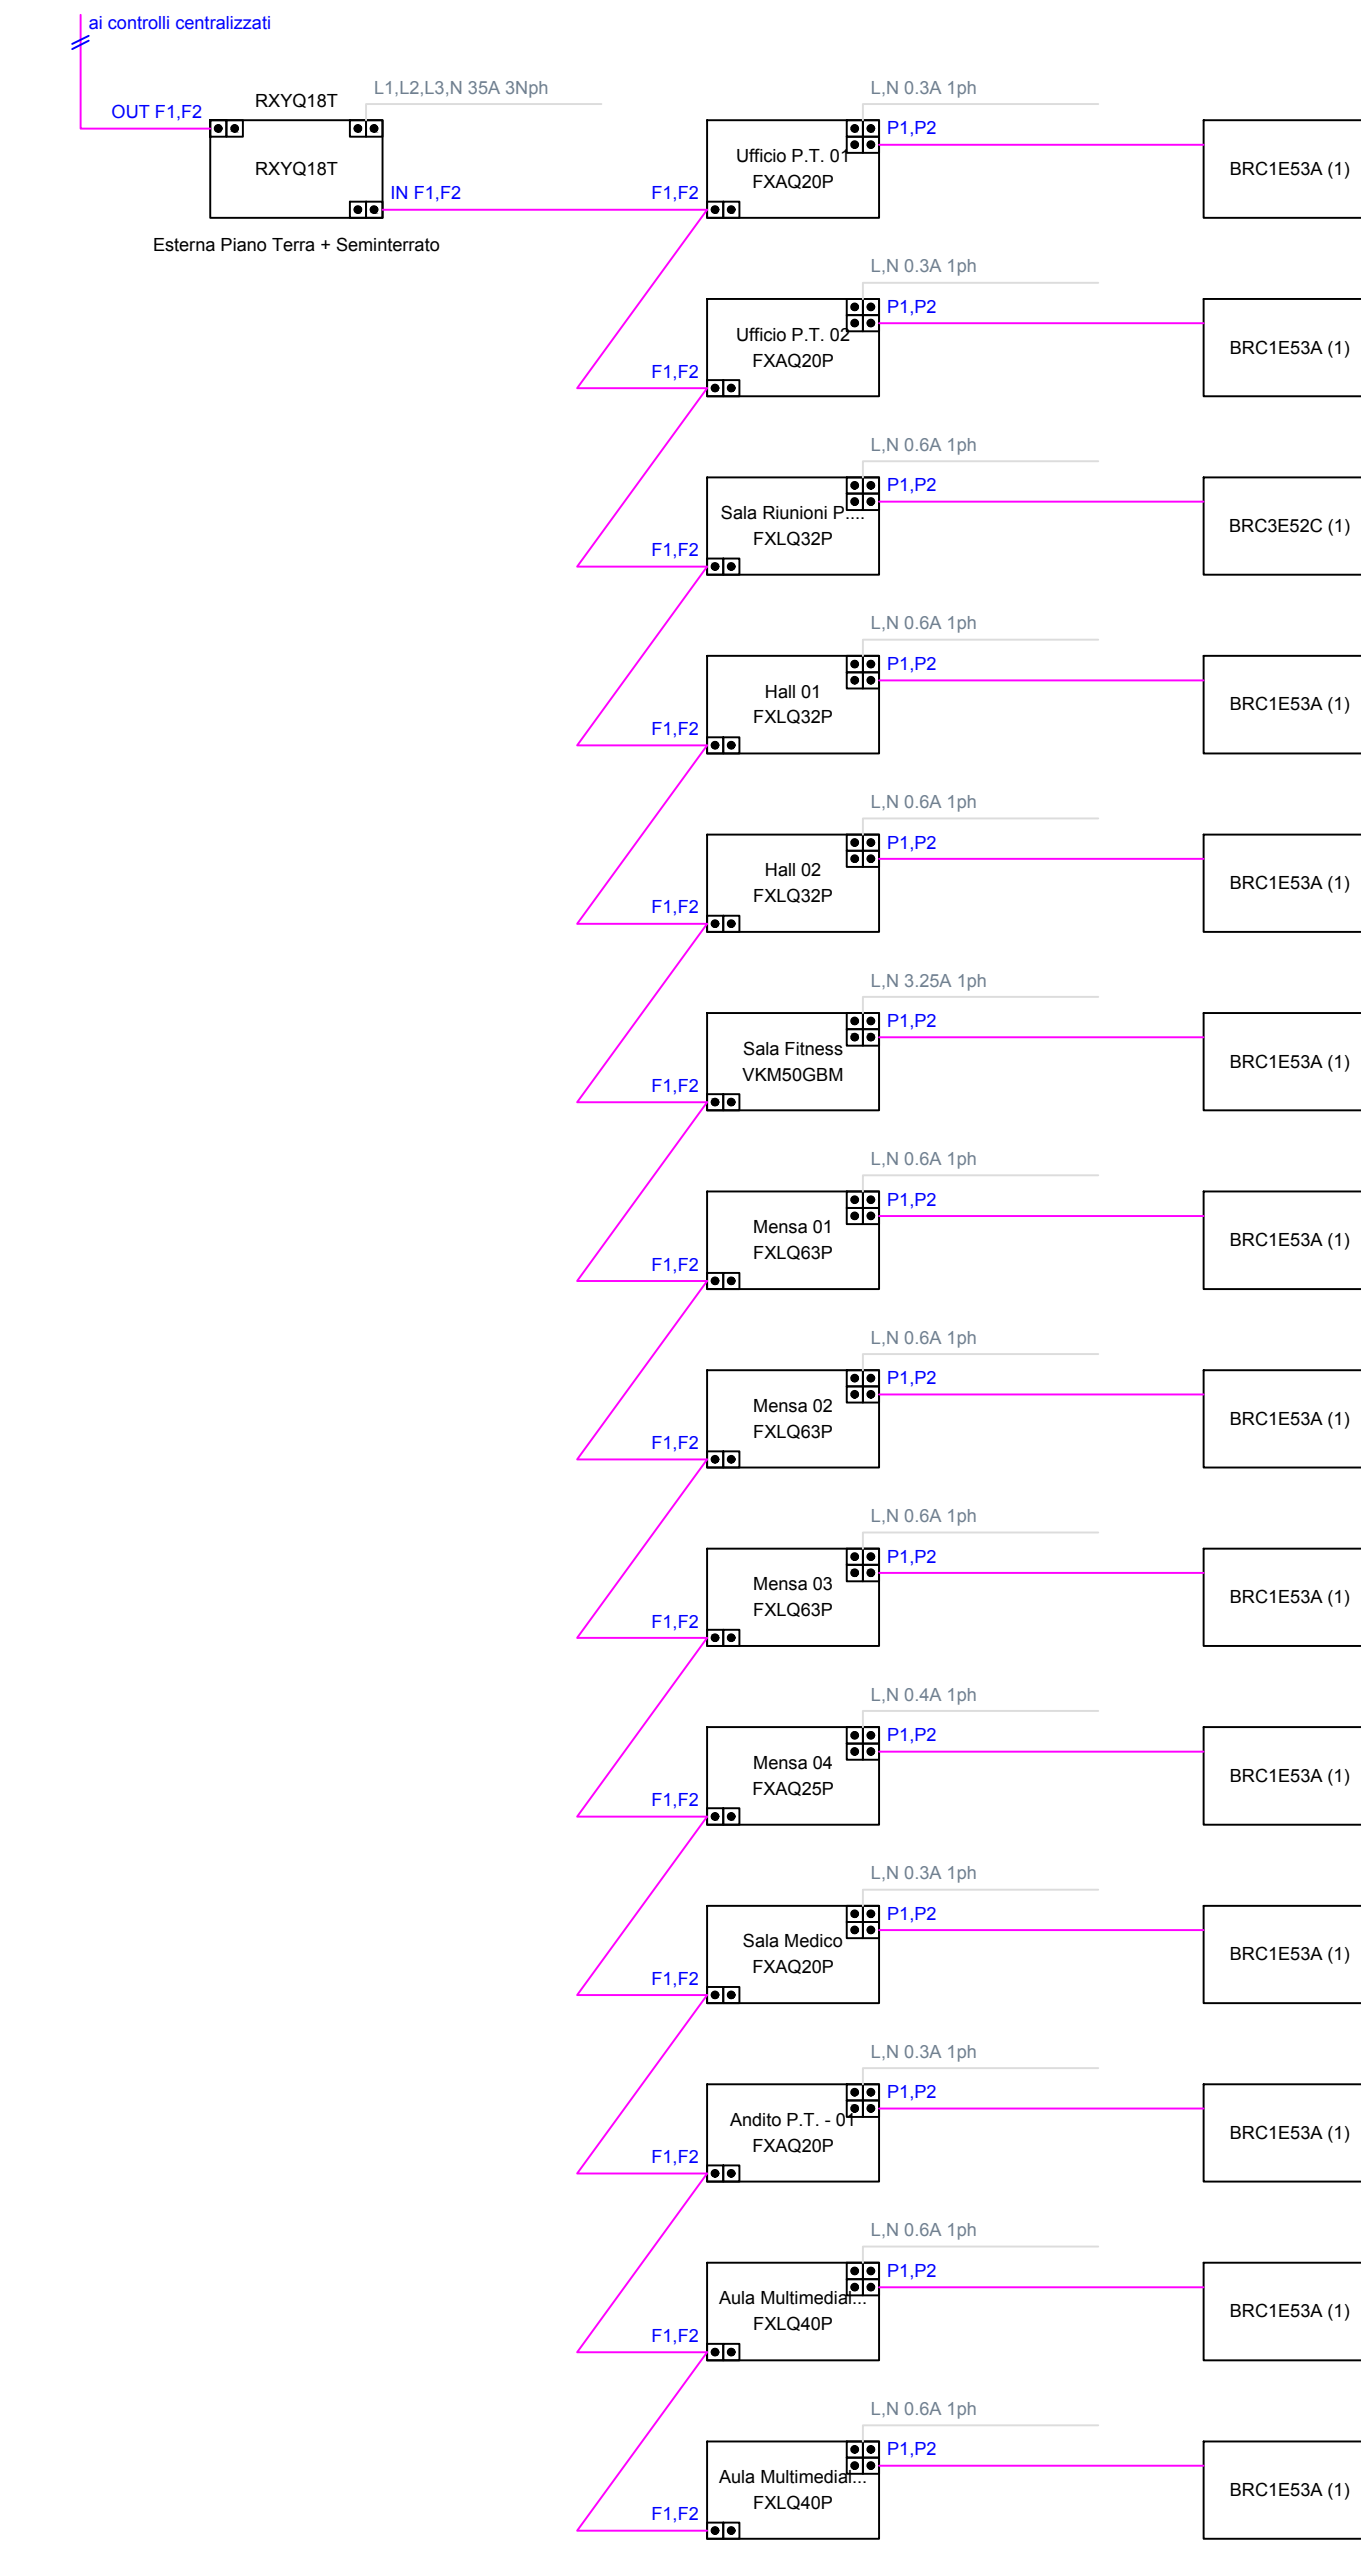 ai controlli centralizzati
RXYQ18T
L1,L2,L3,N 35A 3Nph
OUT F1,F2
RXYQ18T
IN F1,F2
Esterna Piano Terra + Seminterrato
L,N 0.3A 1ph
P1,P2
Ufficio P.T. 01
FXAQ20P
F1,F2
BRC1E53A (1)
L,N 0.3A 1ph
P1,P2
Ufficio P.T. 02
FXAQ20P
F1,F2
BRC1E53A (1)
L,N 0.6A 1ph
P1,P2
Sala Riunioni P....
FXLQ32P
F1,F2
BRC3E52C (1)
L,N 0.6A 1ph
P1,P2
Hall 01
FXLQ32P
F1,F2
BRC1E53A (1)
L,N 0.6A 1ph
P1,P2
Hall 02
FXLQ32P
F1,F2
BRC1E53A (1)
L,N 3.25A 1ph
P1,P2
Sala Fitness
VKM50GBM
F1,F2
BRC1E53A (1)
L,N 0.6A 1ph
P1,P2
Mensa 01
FXLQ63P
F1,F2
BRC1E53A (1)
L,N 0.6A 1ph
P1,P2
Mensa 02
FXLQ63P
F1,F2
BRC1E53A (1)
L,N 0.6A 1ph
P1,P2
Mensa 03
FXLQ63P
F1,F2
BRC1E53A (1)
L,N 0.4A 1ph
P1,P2
Mensa 04
FXAQ25P
F1,F2
BRC1E53A (1)
L,N 0.3A 1ph
P1,P2
Sala Medico
FXAQ20P
F1,F2
BRC1E53A (1)
L,N 0.3A 1ph
P1,P2
Andito P.T. - 01
FXAQ20P
F1,F2
BRC1E53A (1)
L,N 0.6A 1ph
P1,P2
Aula Multimedial...
FXLQ40P
F1,F2
BRC1E53A (1)
L,N 0.6A 1ph
P1,P2
Aula Multimedial...
FXLQ40P
F1,F2
BRC1E53A (1)